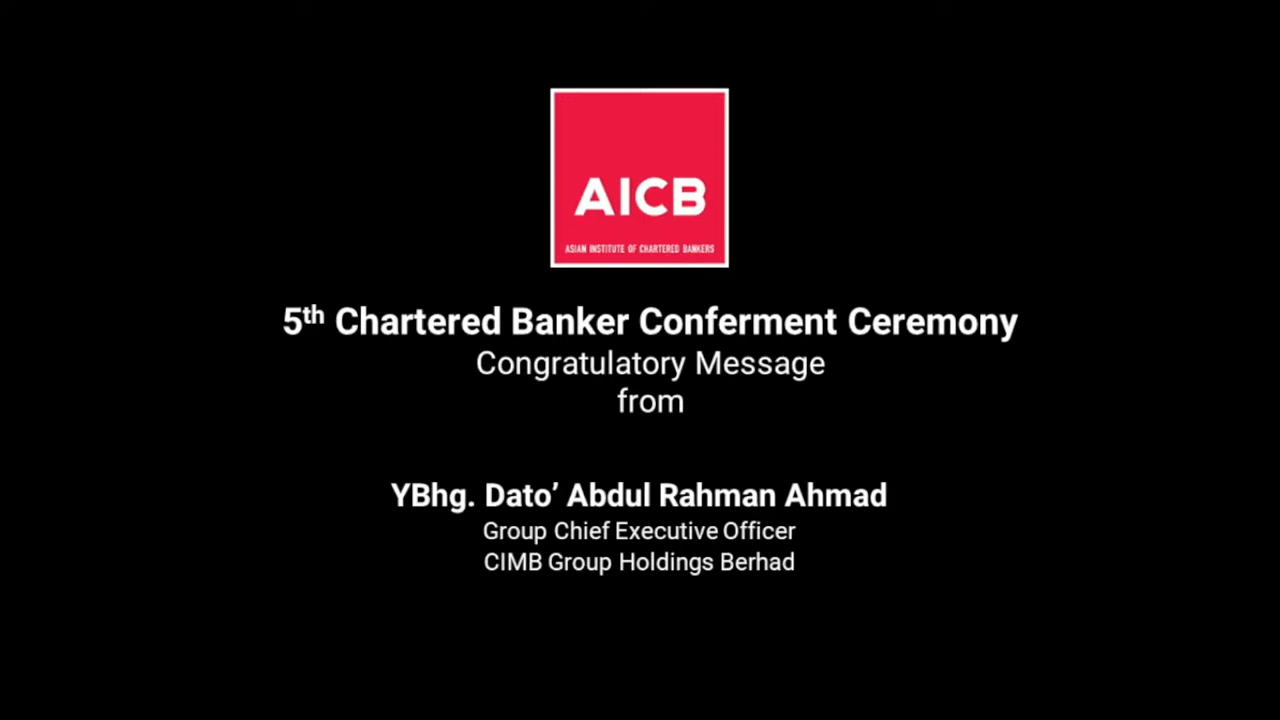 AICB
ASIAN INSTITUTE OF CHARTERED BANKERS
5th Chartered Banker Conferment Ceremony
Congratulatory Message
from
YBhg. Dato’ Abdul Rahman Ahmad
Group Chief Executive Officer
CIMB Group Holdings Berhad